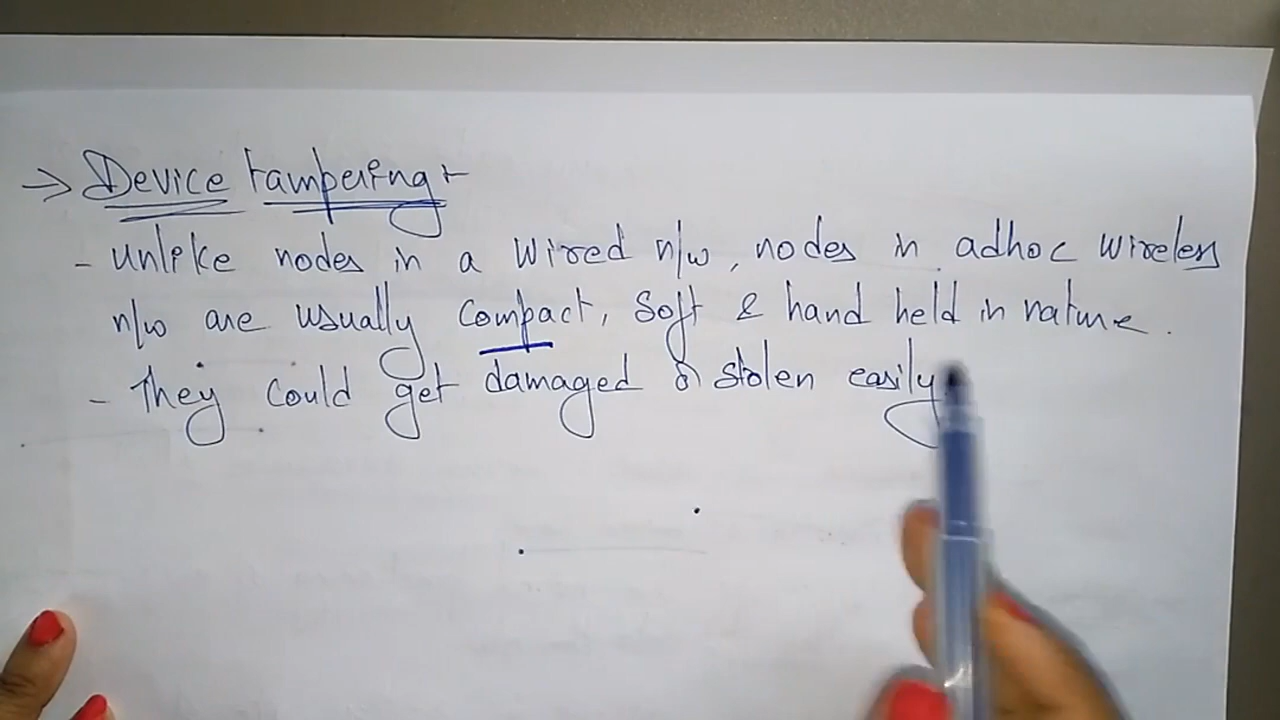 → Device tampering :-
- Unlike nodes in a wired n/w, nodes in adhoc wireless
n/w are usually compact, soft & hand held in nature.
- They could get damaged or stolen easily